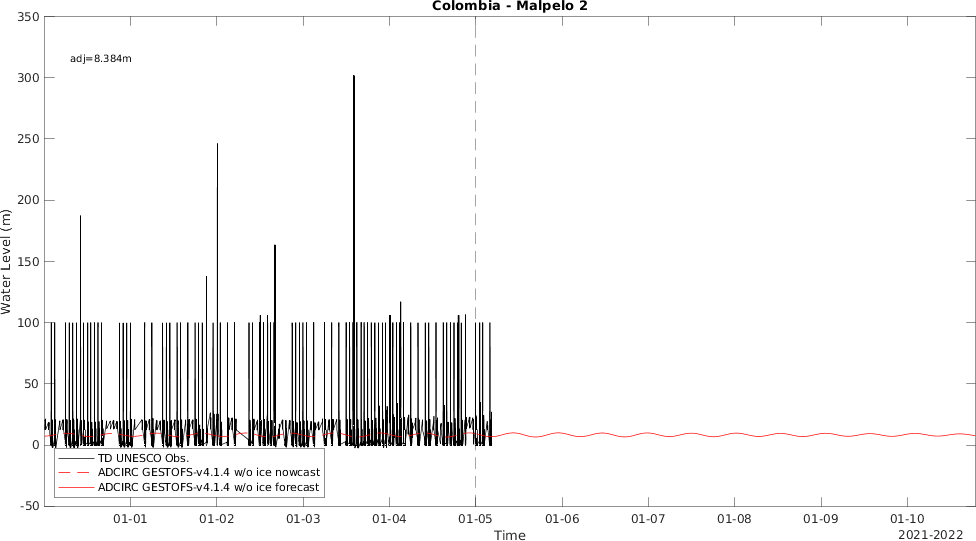 Colombia - Malpelo 2
350
300
250
200
150
100
50
0
-50
Water Level (m)
adj=8.384m
TD UNESCO Obs.
ADCIRC GESTOFS-v4.1.4 w/o ice nowcast
ADCIRC GESTOFS-v4.1.4 w/o ice forecast
01-01 01-02 01-03 01-04 01-05 01-06 01-07 01-08 01-09 01-10
Time
2021-2022